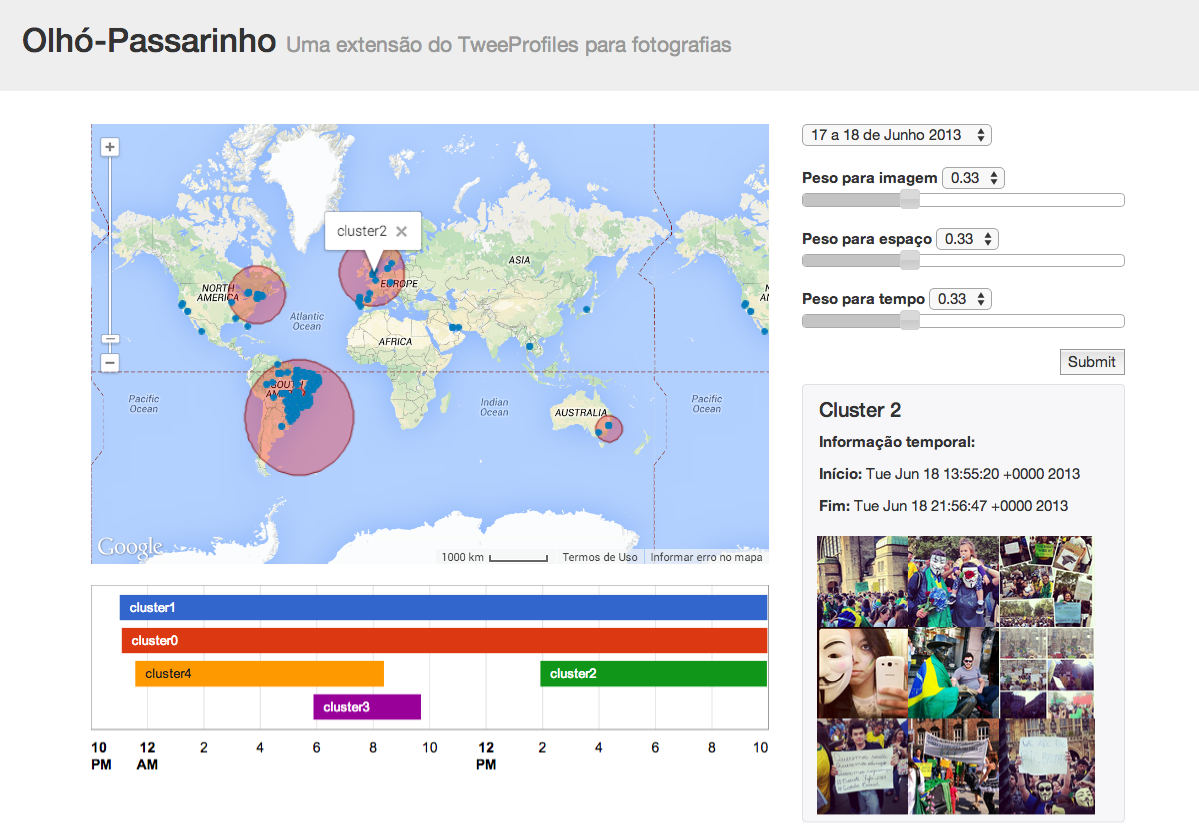 Olhó-Passarinho Uma extensão do TweeProfiles para fotografias
17 a 18 de Junho 2013
Peso para imagem 0.33
Peso para espaço 0.33
Peso para tempo 0.33
Submit
cluster2 ×
NORTH
AMERICA
Atlantic
Ocean
EUROPE
ASIA
AFRICA
SOUTH
AMERICA
Pacific
Ocean
Indian
Ocean
AUSTRALIA
Pacific
Ocean
Google
1000 km
Termos de Uso
Informar erro no mapa
cluster1
cluster0
cluster4
cluster2
cluster3
10 12 2 4 6 8 10 12 2 4 6 8 10
PM AM PM
Cluster 2
Informação temporal:
Início: Tue Jun 18 13:55:20 +0000 2013
Fim: Tue Jun 18 21:56:47 +0000 2013